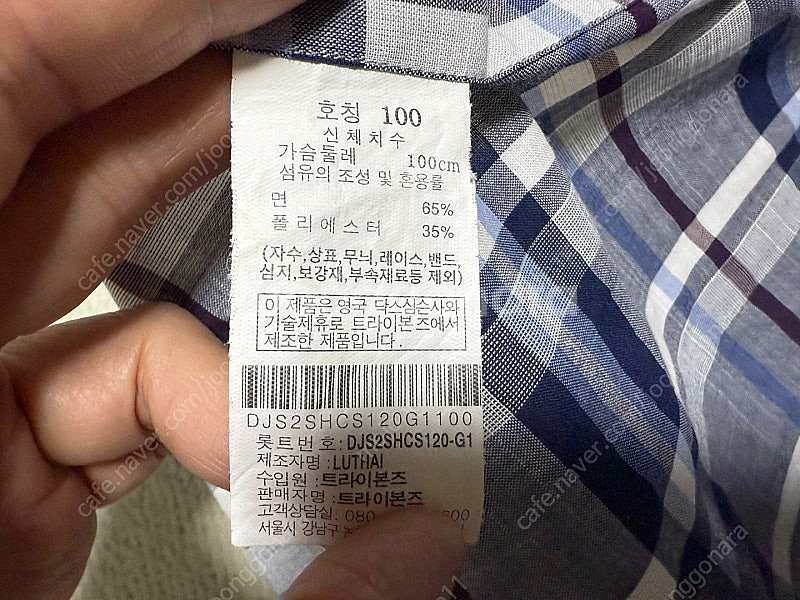 호칭 100
신체치수
가슴둘레 100cm
섬유의 조성 및 혼용률
면 65%
폴리에스터 35%
(자수,상표,무늬,레이스,밴드,
심지,보강재,부속재료등 제외)
이 제품은 영국 닥스심슨사와
기술제휴로 트라이본즈에서
제조한 제품입니다.
DJS2SHCS120G1100
롯트번호:DJS2SHCS120-G1
제조자명:LUTHAI
수입원:트라이본즈
판매자명:트라이본즈
고객상담실: 080
서울시 강남구
cafe.naver.com/joonggonara